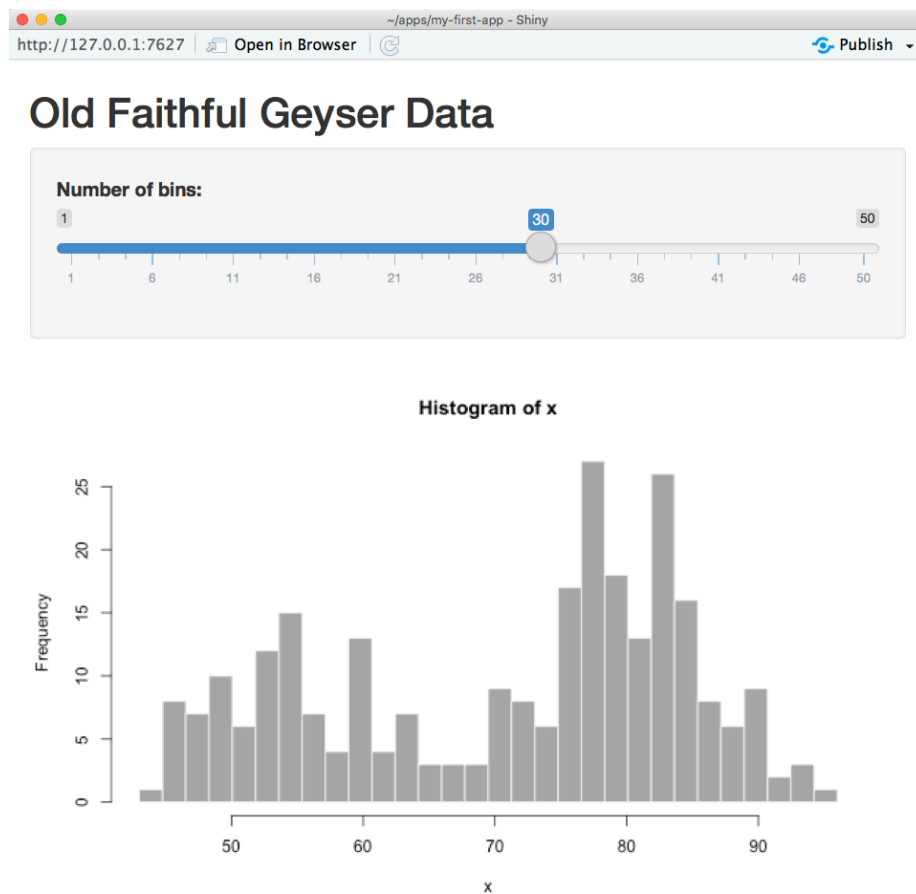 ~/apps/my-first-app - Shiny
http://127.0.0.1:7627 Open in Browser Publish
Old Faithful Geyser Data
Number of bins:
1 30 50
1 6 11 16 21 26 31 36 41 46 50
Histogram of x
Frequency
25
20
15
10
5
0
50 60 70 80 90
x